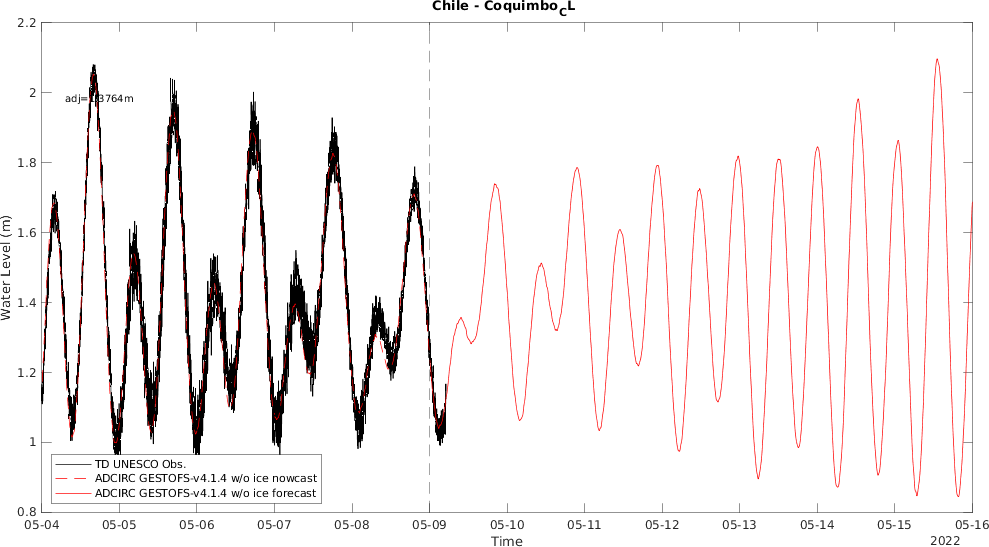 Chile - Coquimbo_CL
adj=1.3764m
Water Level (m)
2.2
2
1.8
1.6
1.4
1.2
1
0.8
TD UNESCO Obs.
ADCIRC GESTOFS-v4.1.4 w/o ice nowcast
ADCIRC GESTOFS-v4.1.4 w/o ice forecast
05-04 05-05 05-06 05-07 05-08 05-09 05-10 05-11 05-12 05-13 05-14 05-15 05-16
Time
2022